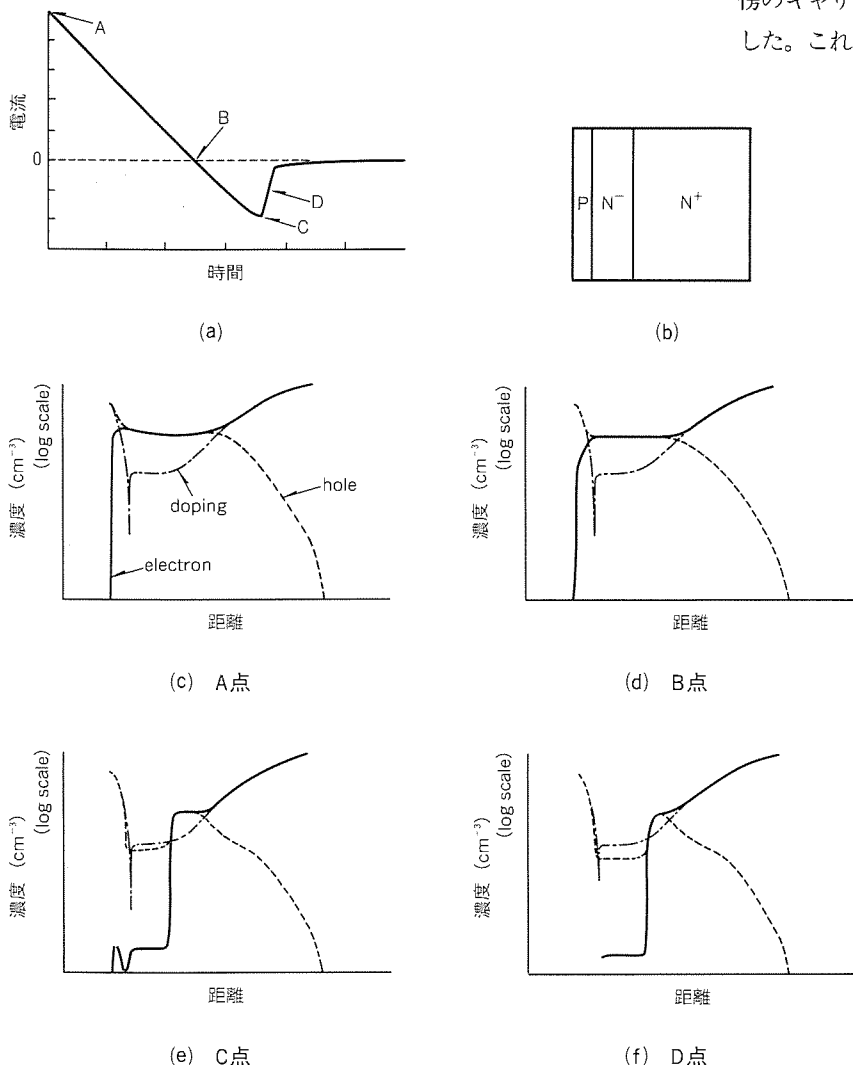 傍のキャリ
した。これ
A
B
C
D
電流
0
時間
(a)
P N⁻ N⁺
(b)
濃度 (cm⁻³)
(log scale)
doping
hole
electron
距離
(c) A点
濃度 (cm⁻³)
(log scale)
距離
(d) B点
濃度 (cm⁻³)
(log scale)
距離
(e) C点
濃度 (cm⁻³)
(log scale)
距離
(f) D点